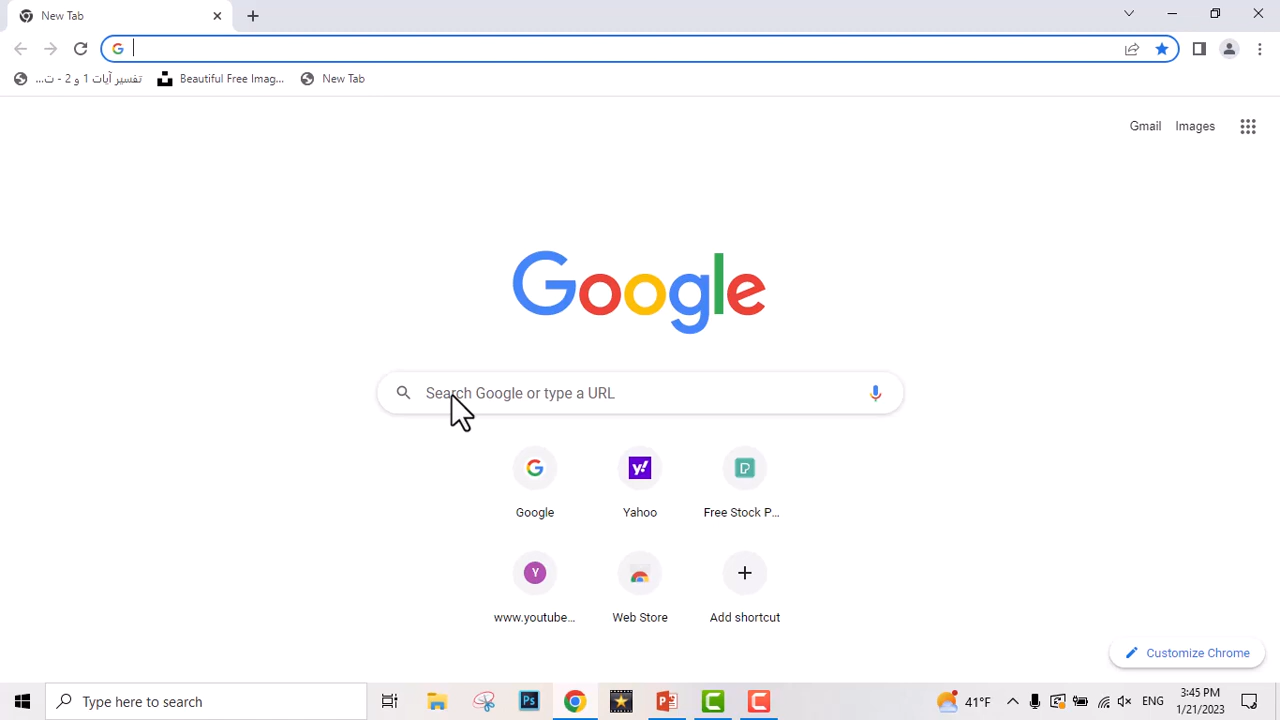 New Tab
تفسیر آیات 1 و 2 - ت...
Beautiful Free Imag...
New Tab
Gmail
Images
Google
Search Google or type a URL
Google
Yahoo
Free Stock P...
www.youtube...
Web Store
Add shortcut
Customize Chrome
Type here to search
41°F
ENG
3:45 PM
1/21/2023